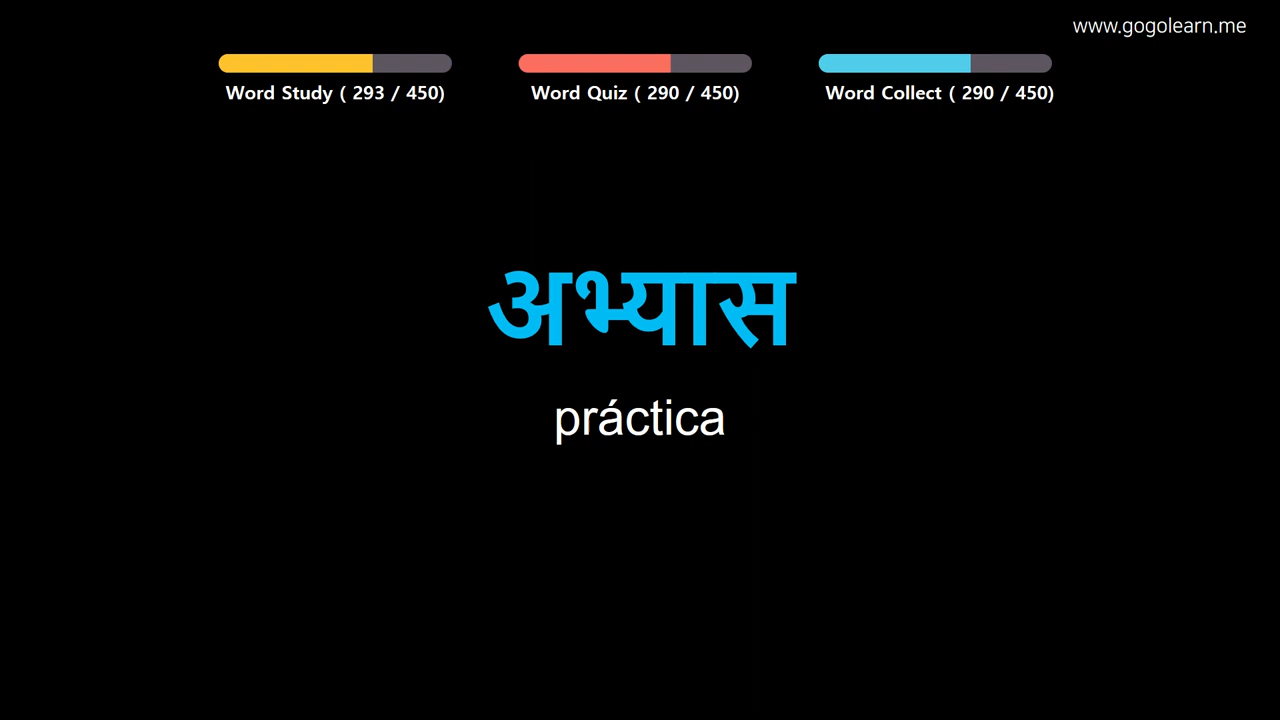 www.gogolearn.me
Word Study ( 293 / 450)
Word Quiz ( 290 / 450)
Word Collect ( 290 / 450)
अभ्यास
práctica